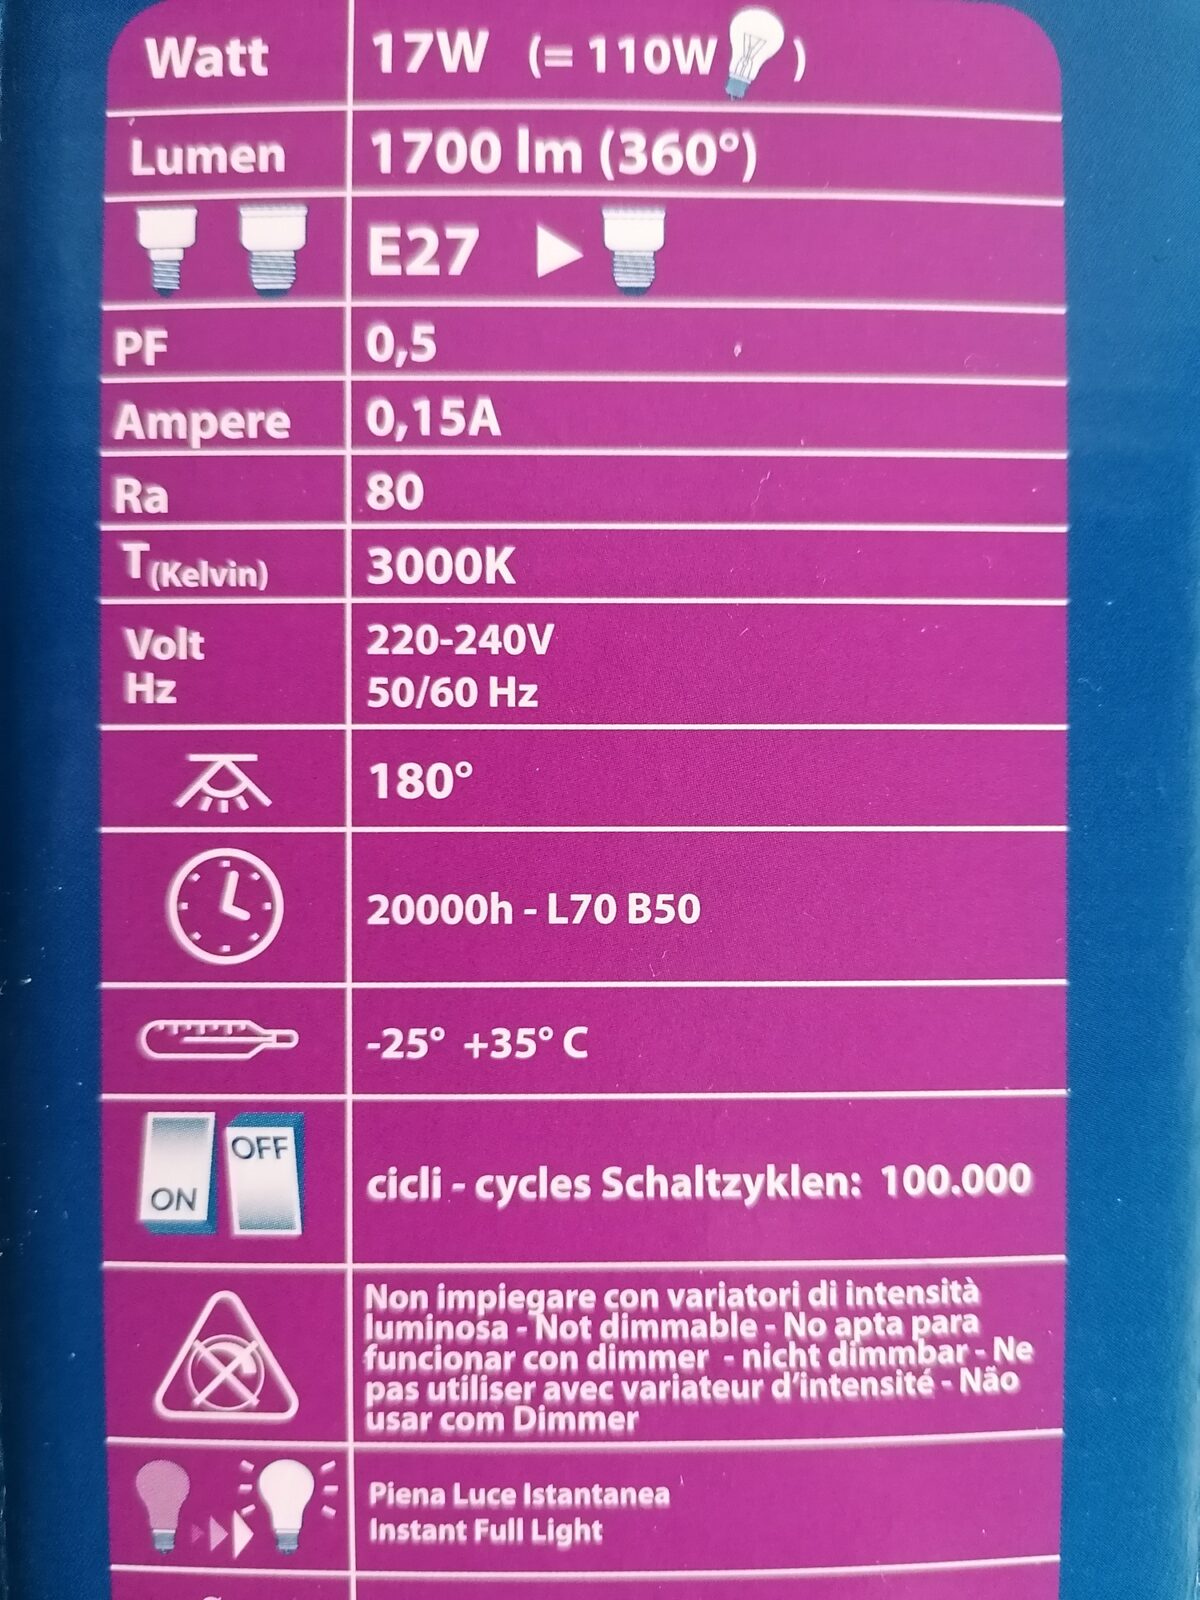 Watt 17W (= 110W )
Lumen 1700 lm (360°)
E27
PF 0,5
Ampere 0,15A
Ra 80
T(Kelvin) 3000K
Volt 220-240V
Hz 50/60 Hz
180°
20000h - L70 B50
-25° +35° C
OFF
ON
cicli - cycles Schaltzyklen: 100.000
Non impiegare con variatori di intensità
luminosa - Not dimmable - No apta para
funcionar con dimmer - nicht dimmbar - Ne
pas utiliser avec variateur d'intensité - Não
usar com Dimmer
Piena Luce Istantanea
Instant Full Light